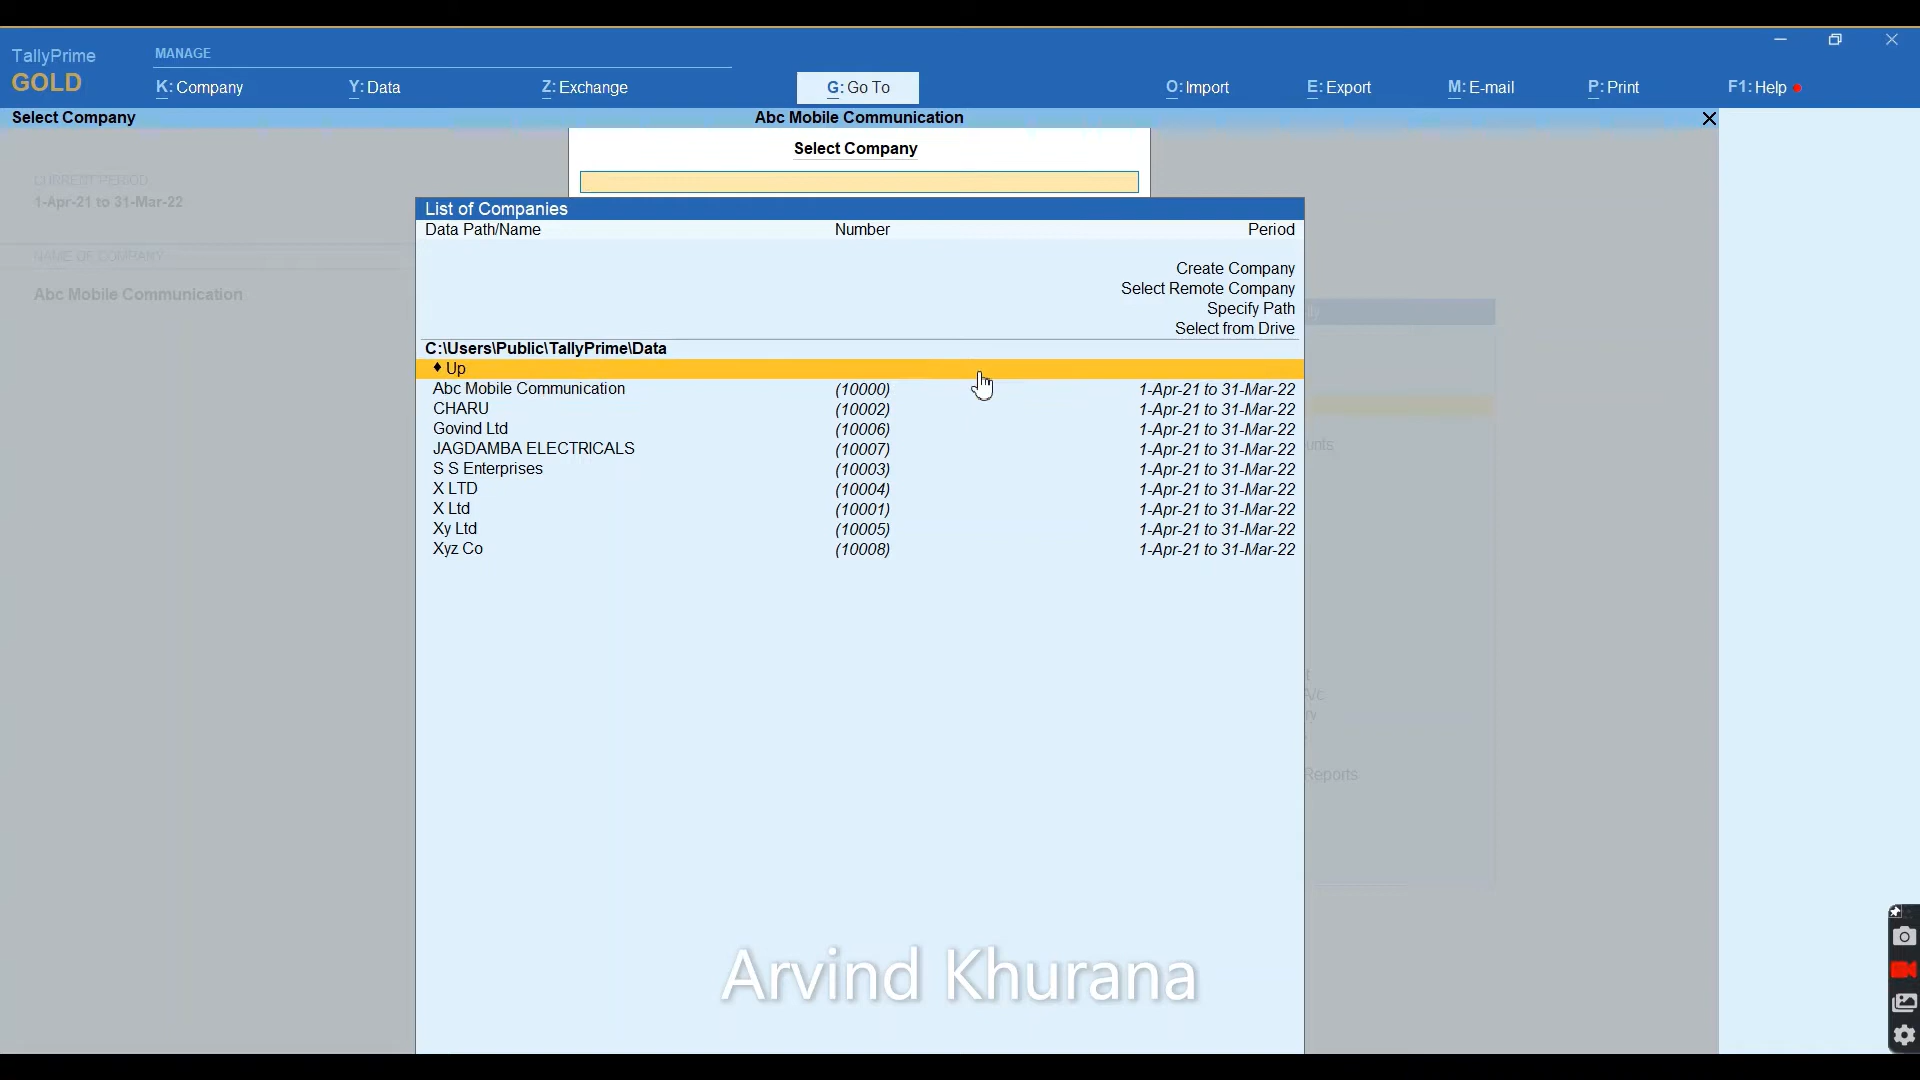 TallyPrime
GOLD
MANAGE
K: Company
Y: Data
Z: Exchange
G: Go To
O: Import
E: Export
M: E-mail
P: Print
F1: Help
Select Company
Abc Mobile Communication
Select Company
CURRENT PERIOD
1-Apr-21 to 31-Mar-22
NAME OF COMPANY
Abc Mobile Communication
List of Companies
Data Path/Name Number Period
Create Company
Select Remote Company
Specify Path
Select from Drive
C:\Users\Public\TallyPrime\Data
♦ Up
Abc Mobile Communication (10000) 1-Apr-21 to 31-Mar-22
CHARU (10002) 1-Apr-21 to 31-Mar-22
Govind Ltd (10006) 1-Apr-21 to 31-Mar-22
JAGDAMBA ELECTRICALS (10007) 1-Apr-21 to 31-Mar-22
S S Enterprises (10003) 1-Apr-21 to 31-Mar-22
X LTD (10004) 1-Apr-21 to 31-Mar-22
X Ltd (10001) 1-Apr-21 to 31-Mar-22
Xy Ltd (10005) 1-Apr-21 to 31-Mar-22
Xyz Co (10008) 1-Apr-21 to 31-Mar-22
Reports
Arvind Khurana